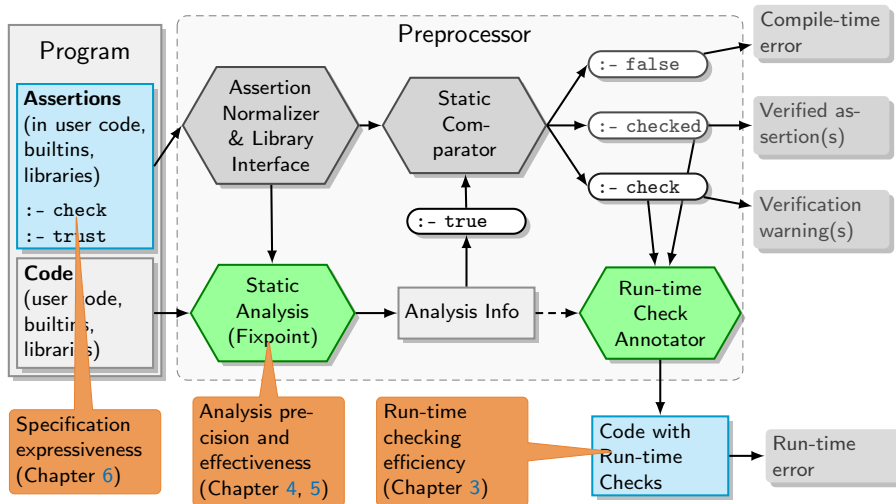 Program
Assertions
(in user code,
builtins,
libraries)
:- check
:- trust
Code
(user code,
builtins,
libraries)
Preprocessor
Assertion
Normalizer
& Library
Interface
Static
Com-
parator
:- false
:- checked
:- check
:- true
Static
Analysis
(Fixpoint)
Analysis Info
Run-time
Check
Annotator
Compile-time
error
Verified as-
sertion(s)
Verification
warning(s)
Specification
expressiveness
(Chapter 6)
Analysis pre-
cision and
effectiveness
(Chapter 4, 5)
Run-time
checking
efficiency
(Chapter 3)
Code with
Run-time
Checks
Run-time
error